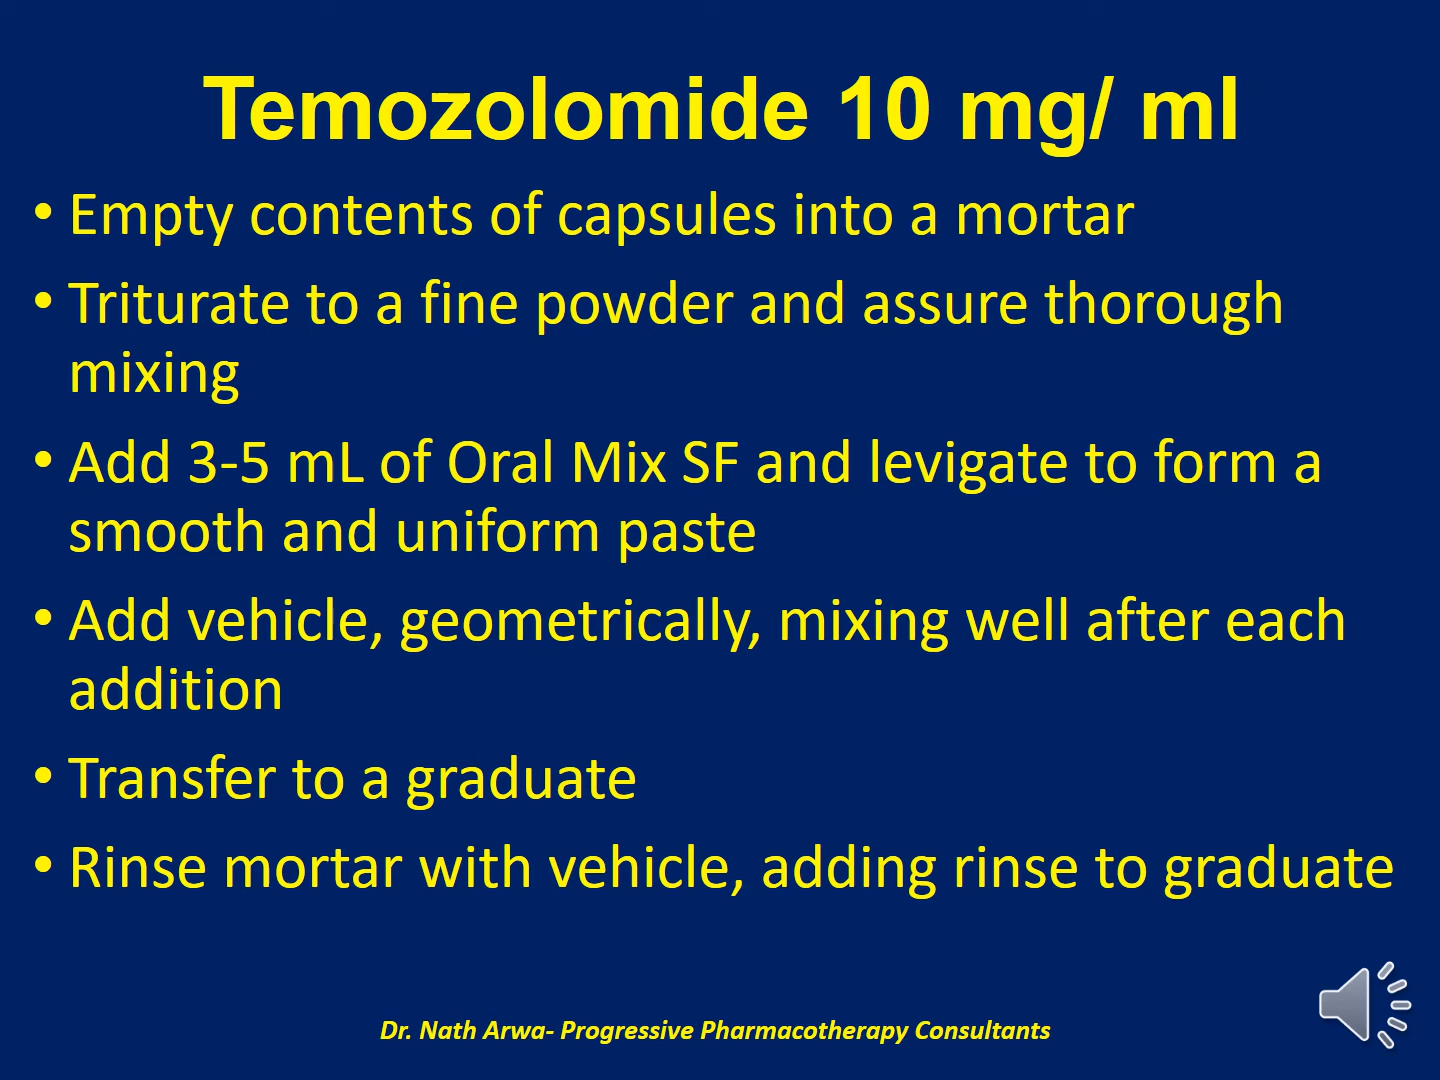 Temozolomide 10 mg/ ml
• Empty contents of capsules into a mortar
• Triturate to a fine powder and assure thorough
mixing
• Add 3-5 mL of Oral Mix SF and levigate to form a
smooth and uniform paste
• Add vehicle, geometrically, mixing well after each
addition
• Transfer to a graduate
• Rinse mortar with vehicle, adding rinse to graduate
Dr. Nath Arwa- Progressive Pharmacotherapy Consultants